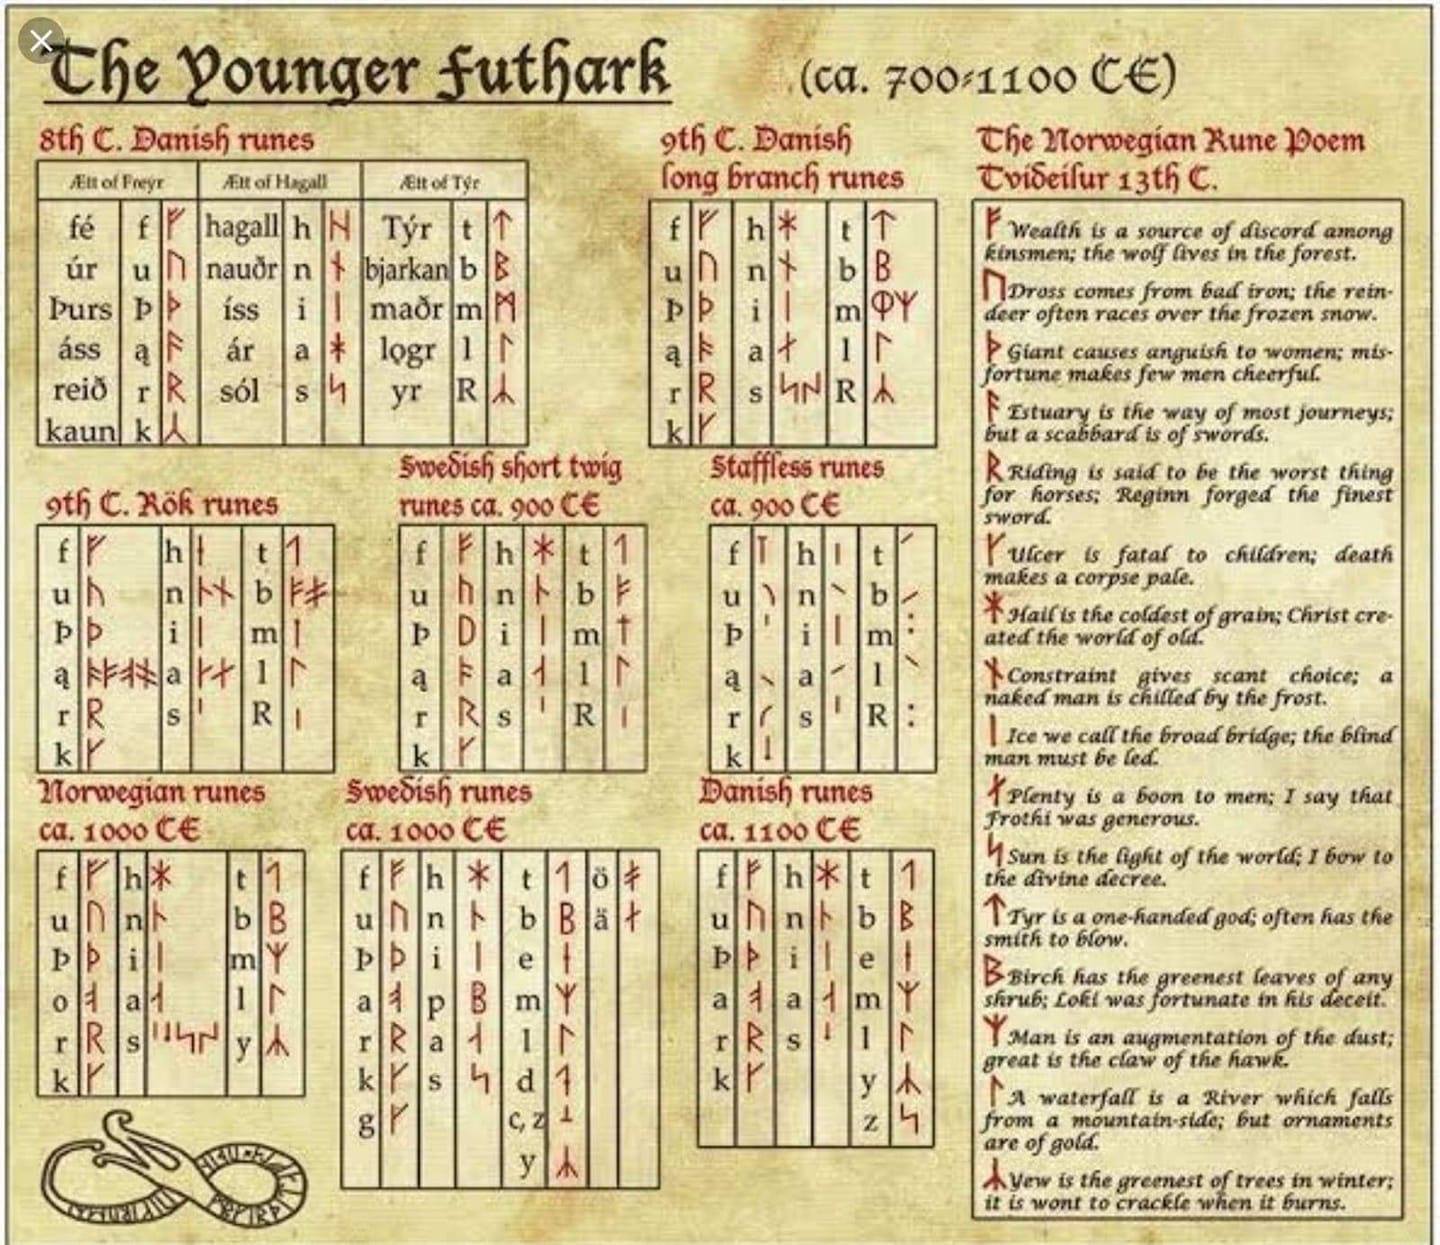 The Younger Futhark (ca. 700-1100 CE)
8th C. Danish runes
Ætt of Freyr Ætt of Hagall Ætt of Týr
fé f ᚠ hagall h ᚺ Týr t ᛏ
úr u ᚢ nauðr n ᚾ bjarkan b ᛒ
Þurs Þ ᚦ íss i ᛁ maðr m ᛗ
áss ą ᚨ ár a ᛡ lǫgr l ᛚ
reið r ᚱ sól s ᛋ yr R ᛦ
kaun k ᛣ
9th C. Danish
long branch runes
f ᚠ h ᚼ t ᛏ
u ᚢ n ᚾ b ᛒ
Þ ᚦ i ᛁ m ᛘ
ą ᚬ a ᛅ l ᛚ
r ᚱ s ᛋ R ᛦ
k ᚴ
9th C. Rök runes
f ᚠ h ᚽ t ᛐ
u ᚢ n ᚿᚾ b
Þ ᚦ i ᛁ m
ą a ᛆᛅ l ᛚ
r ᚱ s ᛌ R ᛧ
k ᚴ
Swedish short twig
runes ca. 900 CE
f ᚠ h ᚼ t ᛐ
u ᚢ n ᚿ b
Þ ᚦ i ᛁ m
ą a ᛆ l ᛚ
r ᚱ s ᛌ R ᛧ
k ᚴ
Staffless runes
ca. 900 CE
f h t
u n b
Þ i m
ą a l
r s R
k
Norwegian runes
ca. 1000 CE
f ᚠ h ᚼ t ᛐ
u ᚢ n ᚿ b ᛒ
Þ ᚦ i ᛁ m ᛘ
o ᚮ a ᛆ l ᛚ
r ᚱ s y ᛦ
k ᚴ
Swedish runes
ca. 1000 CE
f ᚠ h ᚼ t ᛐ ö ᚯ
u ᚢ n ᚿ b ᛒ ä ᛅ
Þ ᚦ i ᛁ e ᛂ
a p ᛒ m ᛘ
r ᚱ a ᛆ l ᛚ
k ᚴ s ᛋ d
g ᚴ c, z
y ᛦ
Danish runes
ca. 1100 CE
f ᚠ h ᚼ t ᛐ
u ᚢ n ᚿ b ᛒ
Þ ᚦ i ᛁ e ᛂ
a a ᛆ m ᛘ
r ᚱ s l ᛚ
k ᚴ y ᛦ
z ᛋ
The Norwegian Rune Poem
Tviðeilur 13th C.
ᚠ Wealth is a source of discord among
kinsmen; the wolf lives in the forest.
ᚢ Dross comes from bad iron; the rein-
deer often races over the frozen snow.
ᚦ Giant causes anguish to women; mis-
fortune makes few men cheerful.
ᚨ Estuary is the way of most journeys;
but a scabbard is of swords.
ᚱ Riding is said to be the worst thing
for horses; Reginn forged the finest
sword.
ᚴ Ulcer is fatal to children; death
makes a corpse pale.
ᚼ Hail is the coldest of grain; Christ cre-
ated the world of old.
ᚾ Constraint gives scant choice; a
naked man is chilled by the frost.
ᛁ Ice we call the broad bridge; the blind
man must be led.
ᛅ Plenty is a boon to men; I say that
Frothi was generous.
ᛋ Sun is the light of the world; I bow to
the divine decree.
ᛏ Tyr is a one-handed god; often has the
smith to blow.
ᛒ Birch has the greenest leaves of any
shrub; Loki was fortunate in his deceit.
ᛘ Man is an augmentation of the dust;
great is the claw of the hawk.
ᛚ A waterfall is a River which falls
from a mountain-side; but ornaments
are of gold.
ᛦ Yew is the greenest of trees in winter;
it is wont to crackle when it burns.